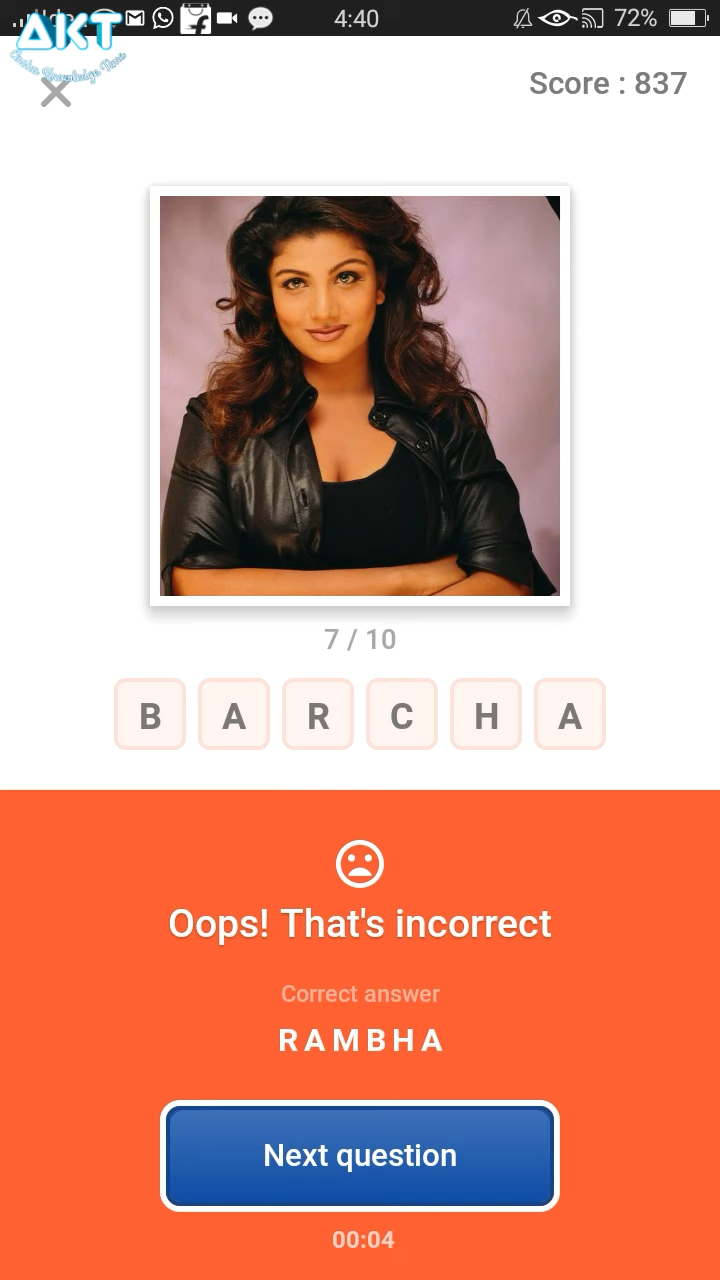 4:40
72%
AKT
Score : 837
7 / 10
B A R C H A
Oops! That's incorrect
Correct answer
RAMBHA
Next question
00:04